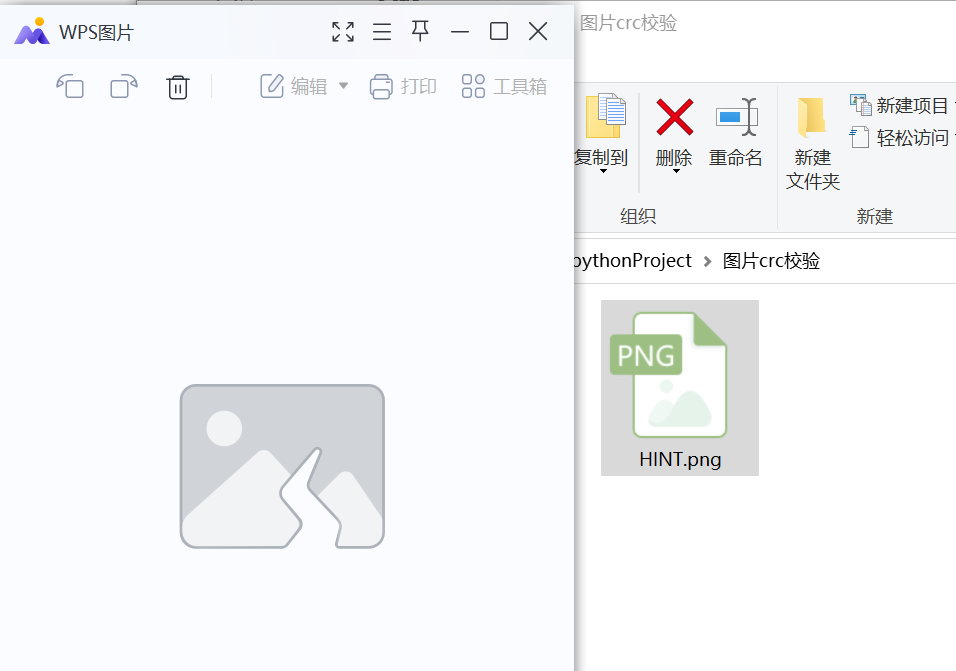 WPS图片
图片crc校验
编辑
打印
工具箱
复制到
删除
重命名
新建
文件夹
新建项目
轻松访问
组织
新建
pythonProject
图片crc校验
PNG
HINT.png